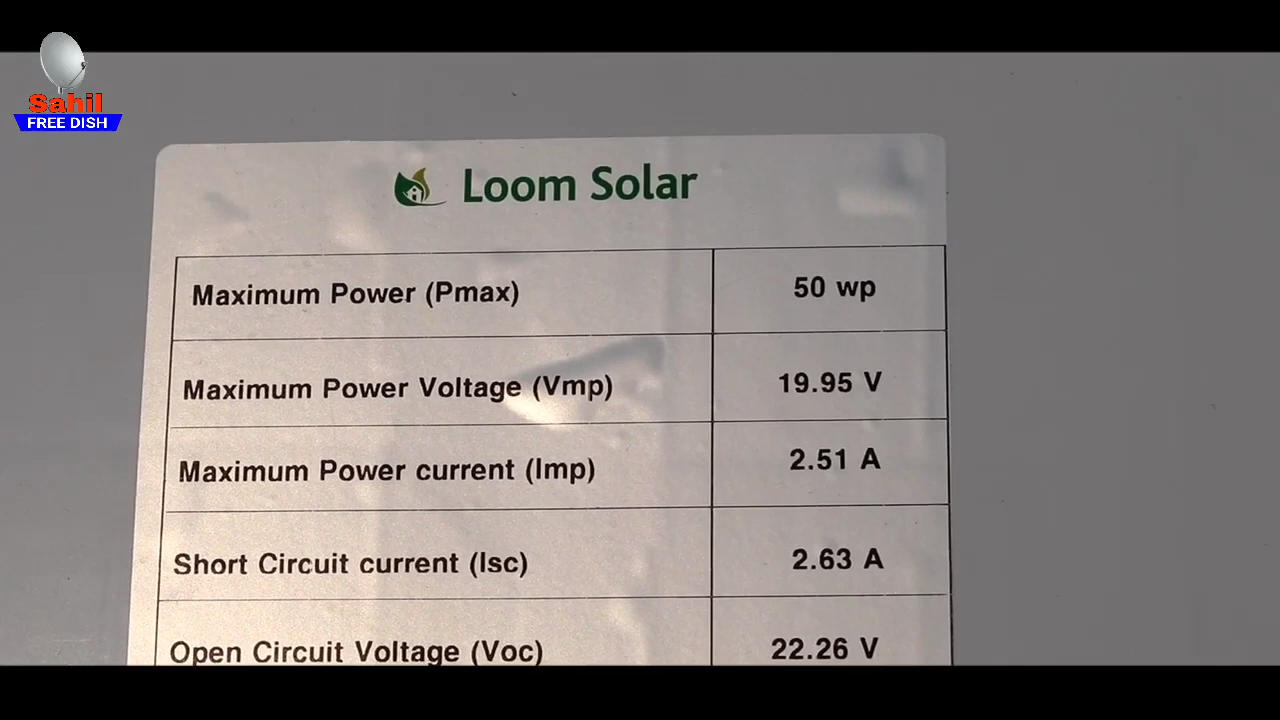 Sahil
FREE DISH
Loom Solar
Maximum Power (Pmax) 50 wp
Maximum Power Voltage (Vmp) 19.95 V
Maximum Power current (Imp) 2.51 A
Short Circuit current (Isc) 2.63 A
Open Circuit Voltage (Voc) 22.26 V